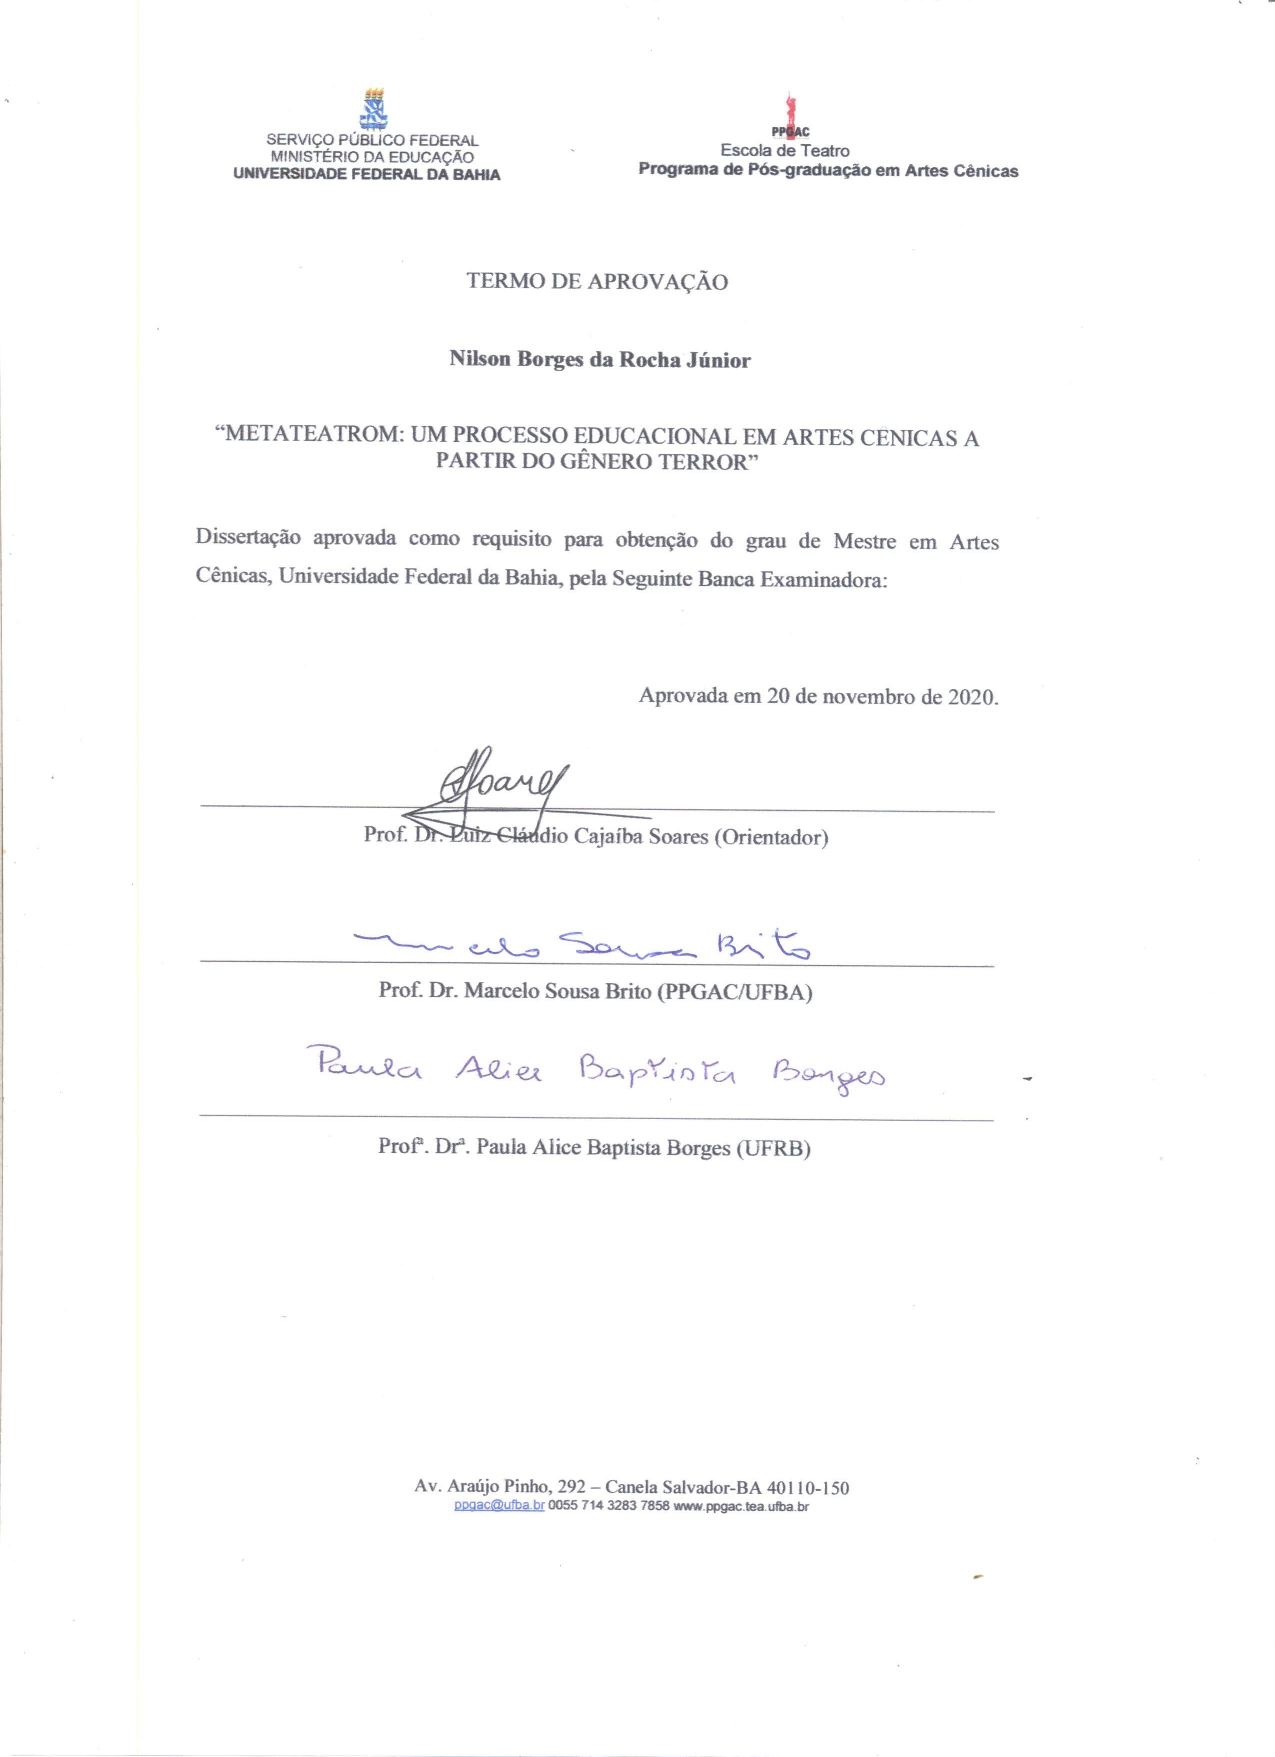 SERVIÇO PÚBLICO FEDERAL
MINISTÉRIO DA EDUCAÇÃO
UNIVERSIDADE FEDERAL DA BAHIA
PPGAC
Escola de Teatro
Programa de Pós-graduação em Artes Cênicas
TERMO DE APROVAÇÃO
Nilson Borges da Rocha Júnior
“METATEATROM: UM PROCESSO EDUCACIONAL EM ARTES CENICAS A
PARTIR DO GÊNERO TERROR”
Dissertação aprovada como requisito para obtenção do grau de Mestre em Artes
Cênicas, Universidade Federal da Bahia, pela Seguinte Banca Examinadora:
Aprovada em 20 de novembro de 2020.
Soares
Prof. Dr. Luiz Cláudio Cajaíba Soares (Orientador)
Marcelo Sousa Brito
Prof. Dr. Marcelo Sousa Brito (PPGAC/UFBA)
Paula Alice Baptista Borges
Profª. Drª. Paula Alice Baptista Borges (UFRB)
Av. Araújo Pinho, 292 – Canela Salvador-BA 40110-150
ppgac@ufba.br 0055 714 3283 7858 www.ppgac.tea.ufba.br